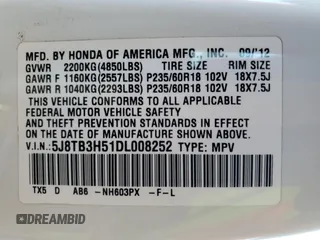 MFD. BY HONDA OF AMERICA MFG., INC. 09/12
GVWR 2200KG(4850LBS) TIRE SIZE RIM SIZE
GAWR F 1160KG(2557LBS) P235/60R18 102V 18X7.5J
GAWR R 1040KG(2293LBS) P235/60R18 102V 18X7.5J
THIS VEHICLE CONFORMS TO ALL APPLICABLE
FEDERAL MOTOR VEHICLE SAFETY AND
THEFT PREVENTION STANDARDS IN EFFECT ON
THE DATE OF MANUFACTURE SHOWN ABOVE.
V.I.N: 5J8TB3H51DL008252 TYPE: MPV
TX5 D AB6 -NH603PX -F-L
DREAMBID